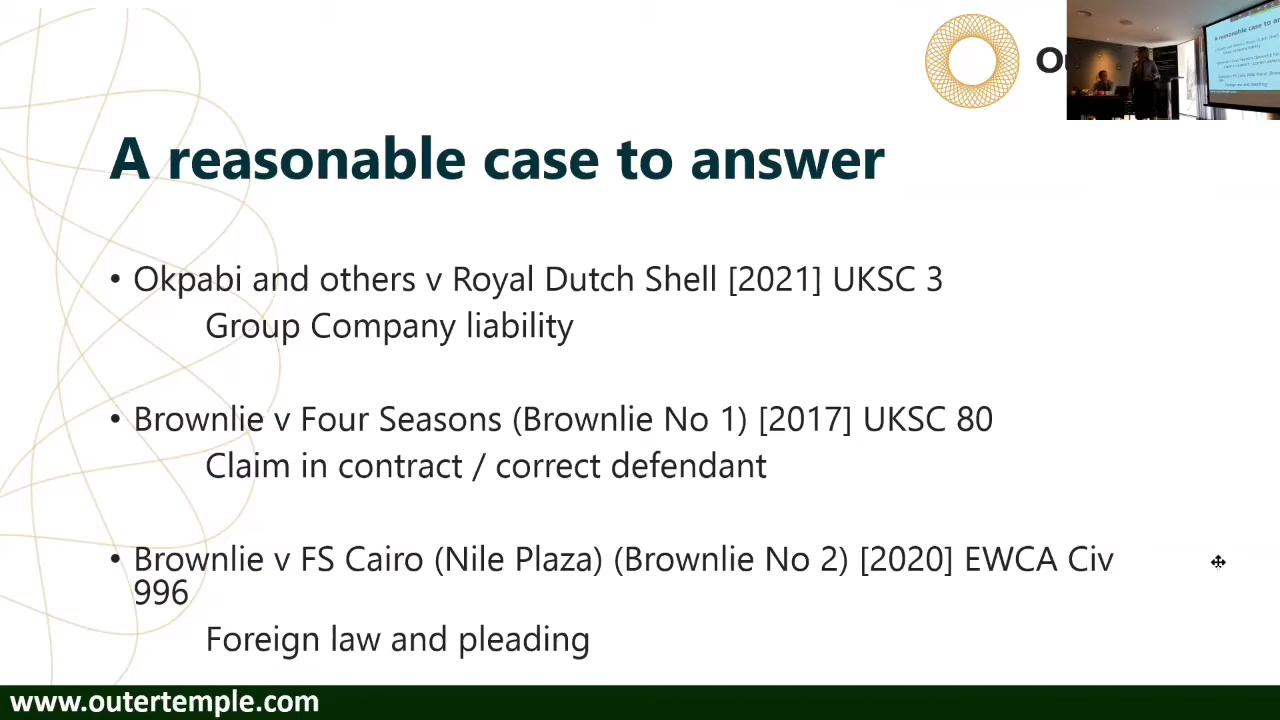 A reasonable case to answer
• Okpabi and others v Royal Dutch Shell [2021] UKSC 3
Group Company liability
• Brownlie v Four Seasons (Brownlie No 1) [2017] UKSC 80
Claim in contract / correct defendant
• Brownlie v FS Cairo (Nile Plaza) (Brownlie No 2) [2020] EWCA Civ
996
Foreign law and pleading
www.outertemple.com